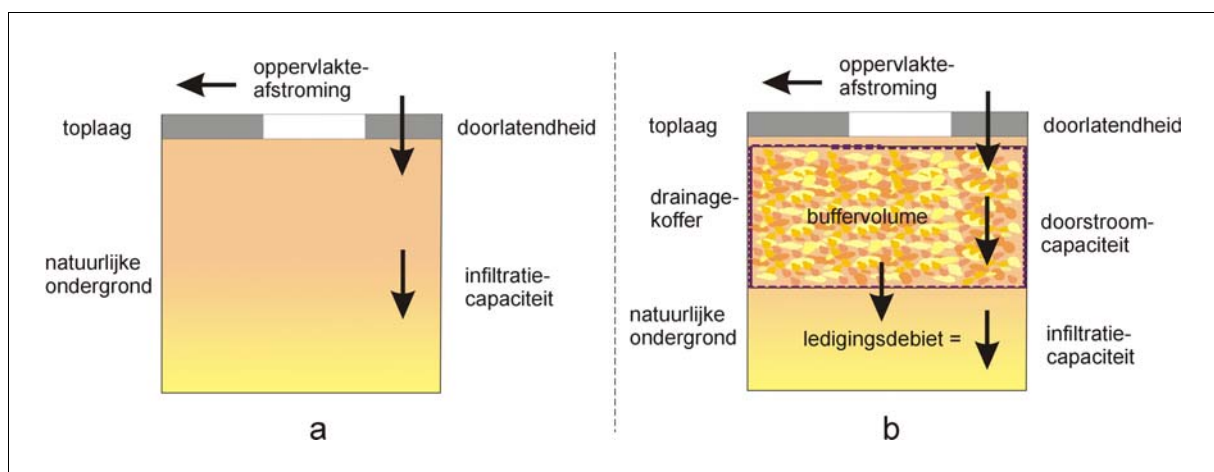 oppervlakte-
afstroming
toplaag
doorlatendheid
natuurlijke
ondergrond
infiltratie-
capaciteit
a
oppervlakte-
afstroming
toplaag
doorlatendheid
drainage-
koffer
buffervolume
doorstroom-
capaciteit
natuurlijke
ondergrond
ledigingsdebiet =
infiltratie-
capaciteit
b